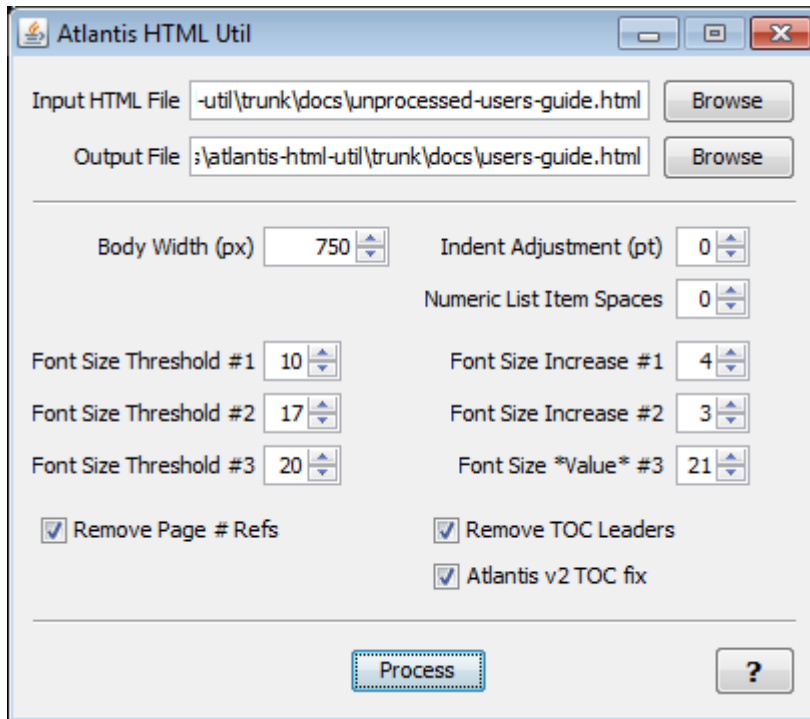 Atlantis HTML Util
Input HTML File -util\trunk\docs\unprocessed-users-guide.html Browse
Output File s\atlantis-html-util\trunk\docs\users-guide.html Browse
Body Width (px) 750 Indent Adjustment (pt) 0
Numeric List Item Spaces 0
Font Size Threshold #1 10 Font Size Increase #1 4
Font Size Threshold #2 17 Font Size Increase #2 3
Font Size Threshold #3 20 Font Size *Value* #3 21
Remove Page # Refs Remove TOC Leaders
Atlantis v2 TOC fix
Process ?